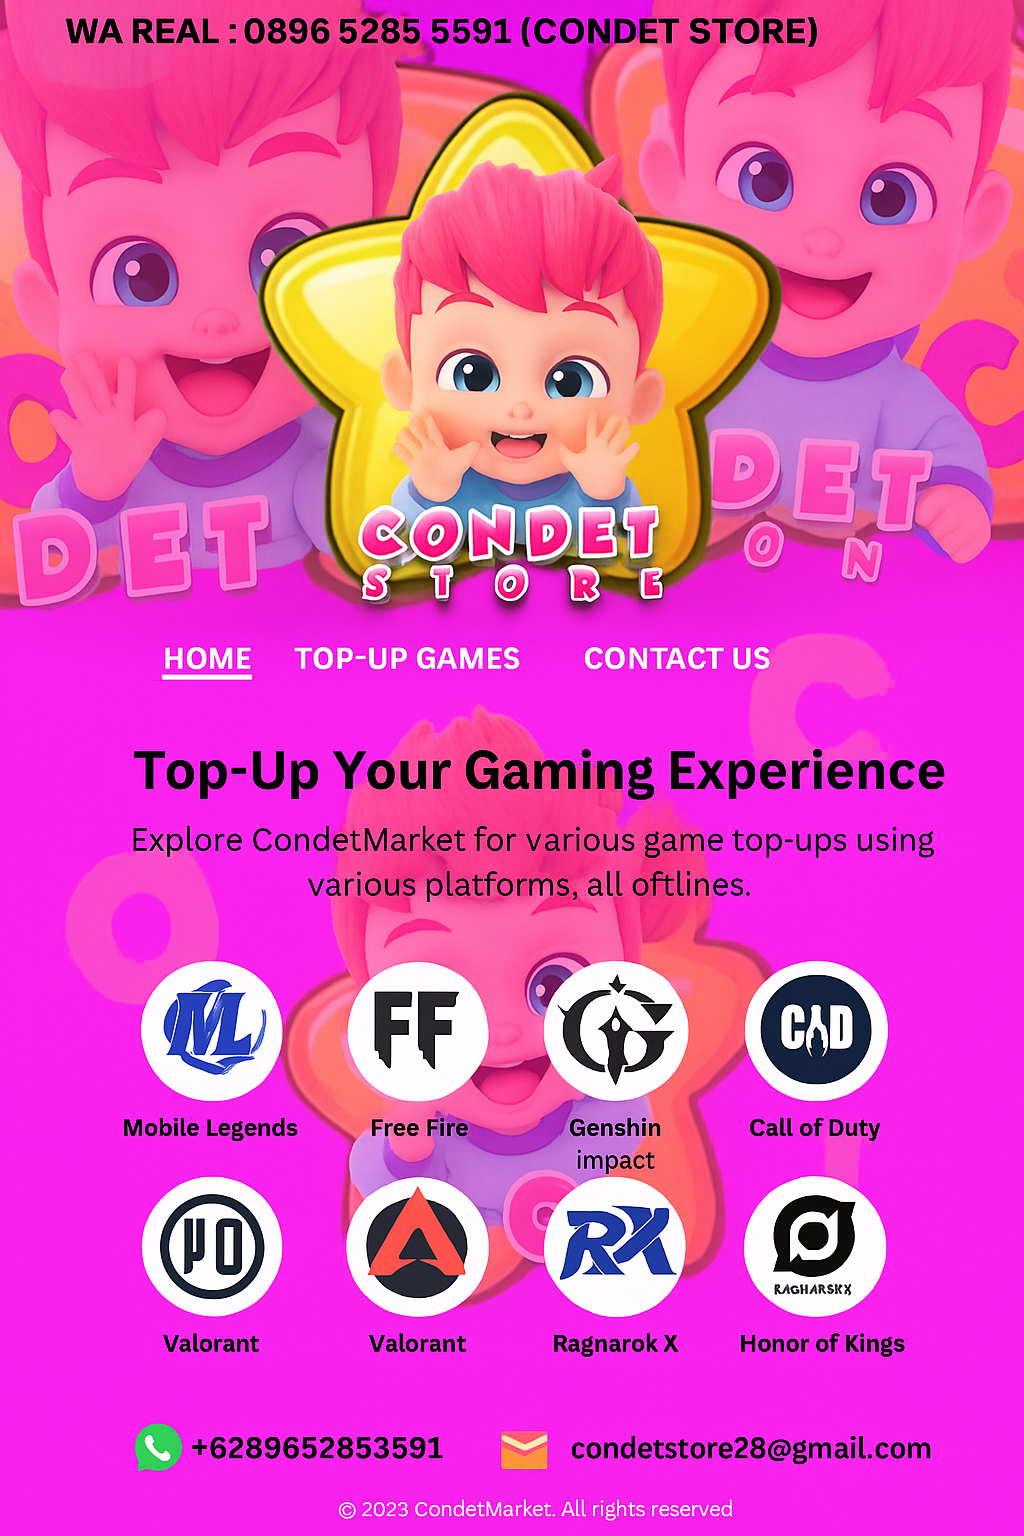 WA REAL : 0896 5285 5591 (CONDET STORE)
DET
CONDET
STORE
DET
ON
C
HOME TOP-UP GAMES CONTACT US
C
Top-Up Your Gaming Experience
Explore CondetMarket for various game top-ups using
various platforms, all oftlines.
O
ML FF G COD
Mobile Legends Free Fire Genshin Call of Duty
impact
RX RAGHARSKX
Valorant Valorant Ragnarok X Honor of Kings
+6289652853591 condetstore28@gmail.com
© 2023 CondetMarket. All rights reserved